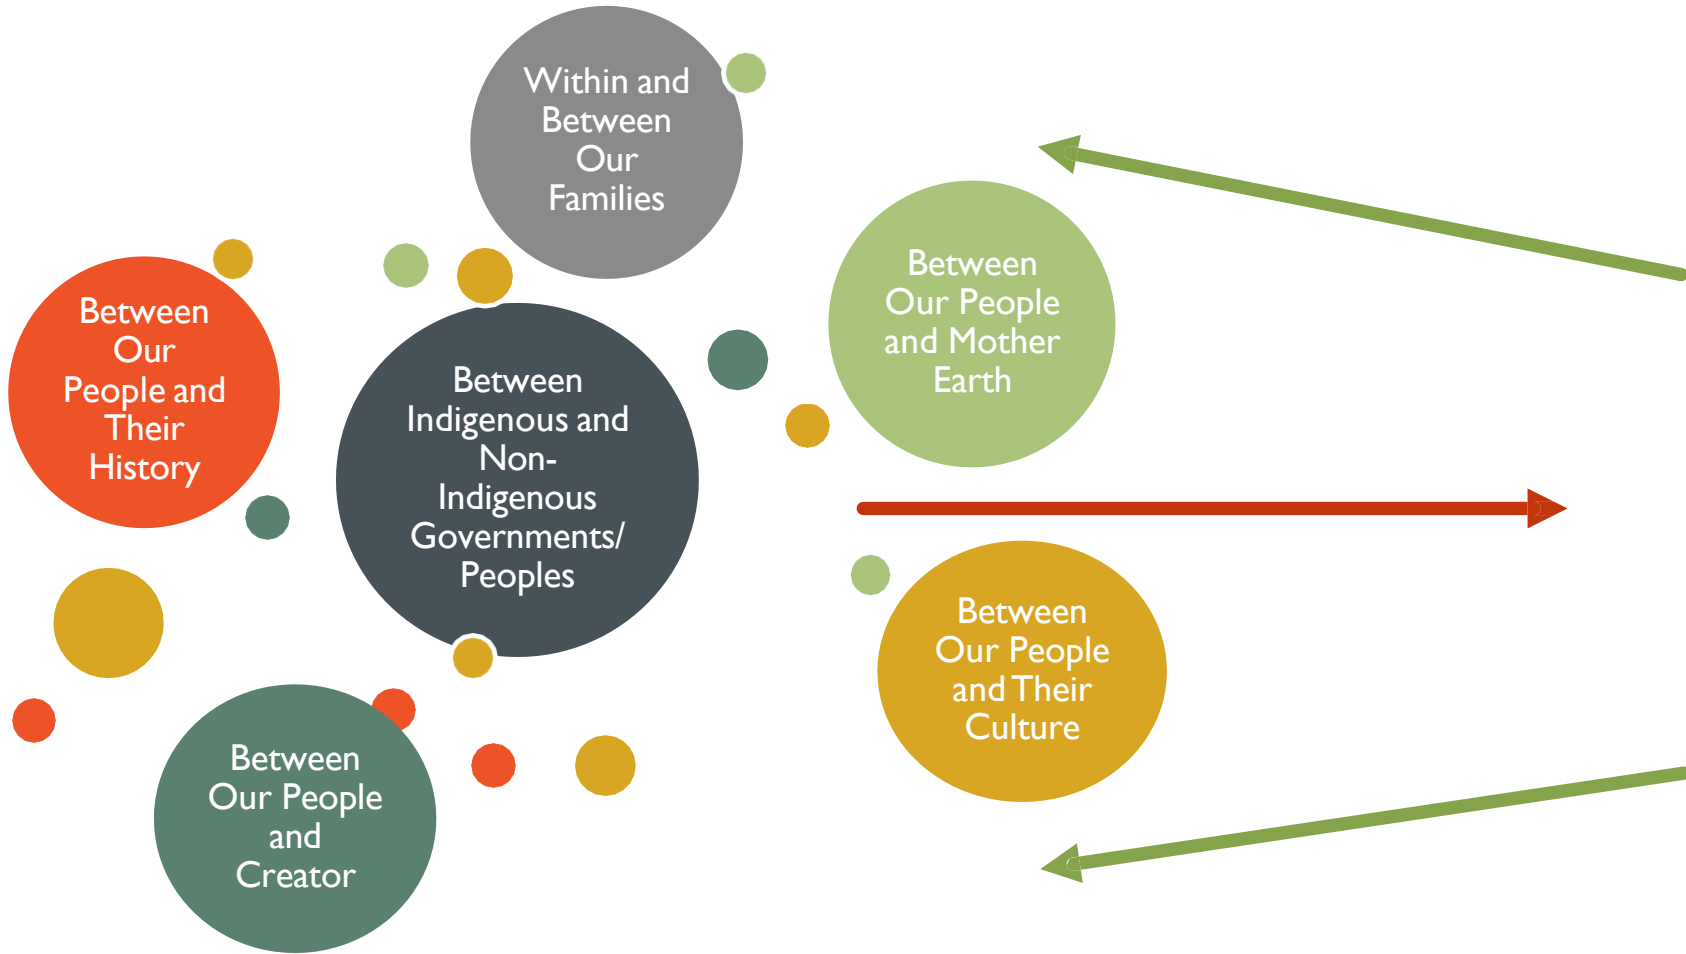 Within and
Between
Our
Families
Between
Our People
and Mother
Earth
Between
Our
People and
Their
History
Between
Indigenous and
Non-
Indigenous
Governments/
Peoples
Between
Our People
and Their
Culture
Between
Our People
and
Creator